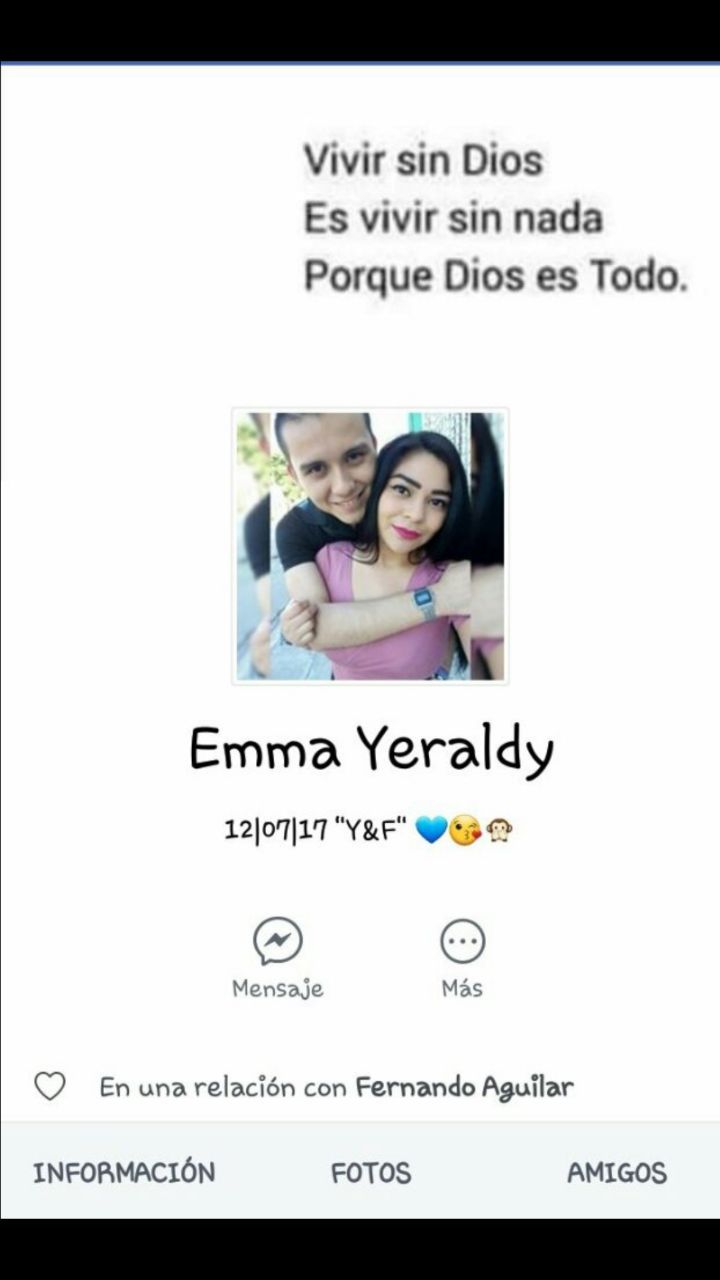 Vivir sin Dios
Es vivir sin nada
Porque Dios es Todo.
Emma Yeraldy
12|07|17 "Y&F" 💙😘🙊
Mensaje
Más
En una relación con Fernando Aguilar
INFORMACIÓN
FOTOS
AMIGOS